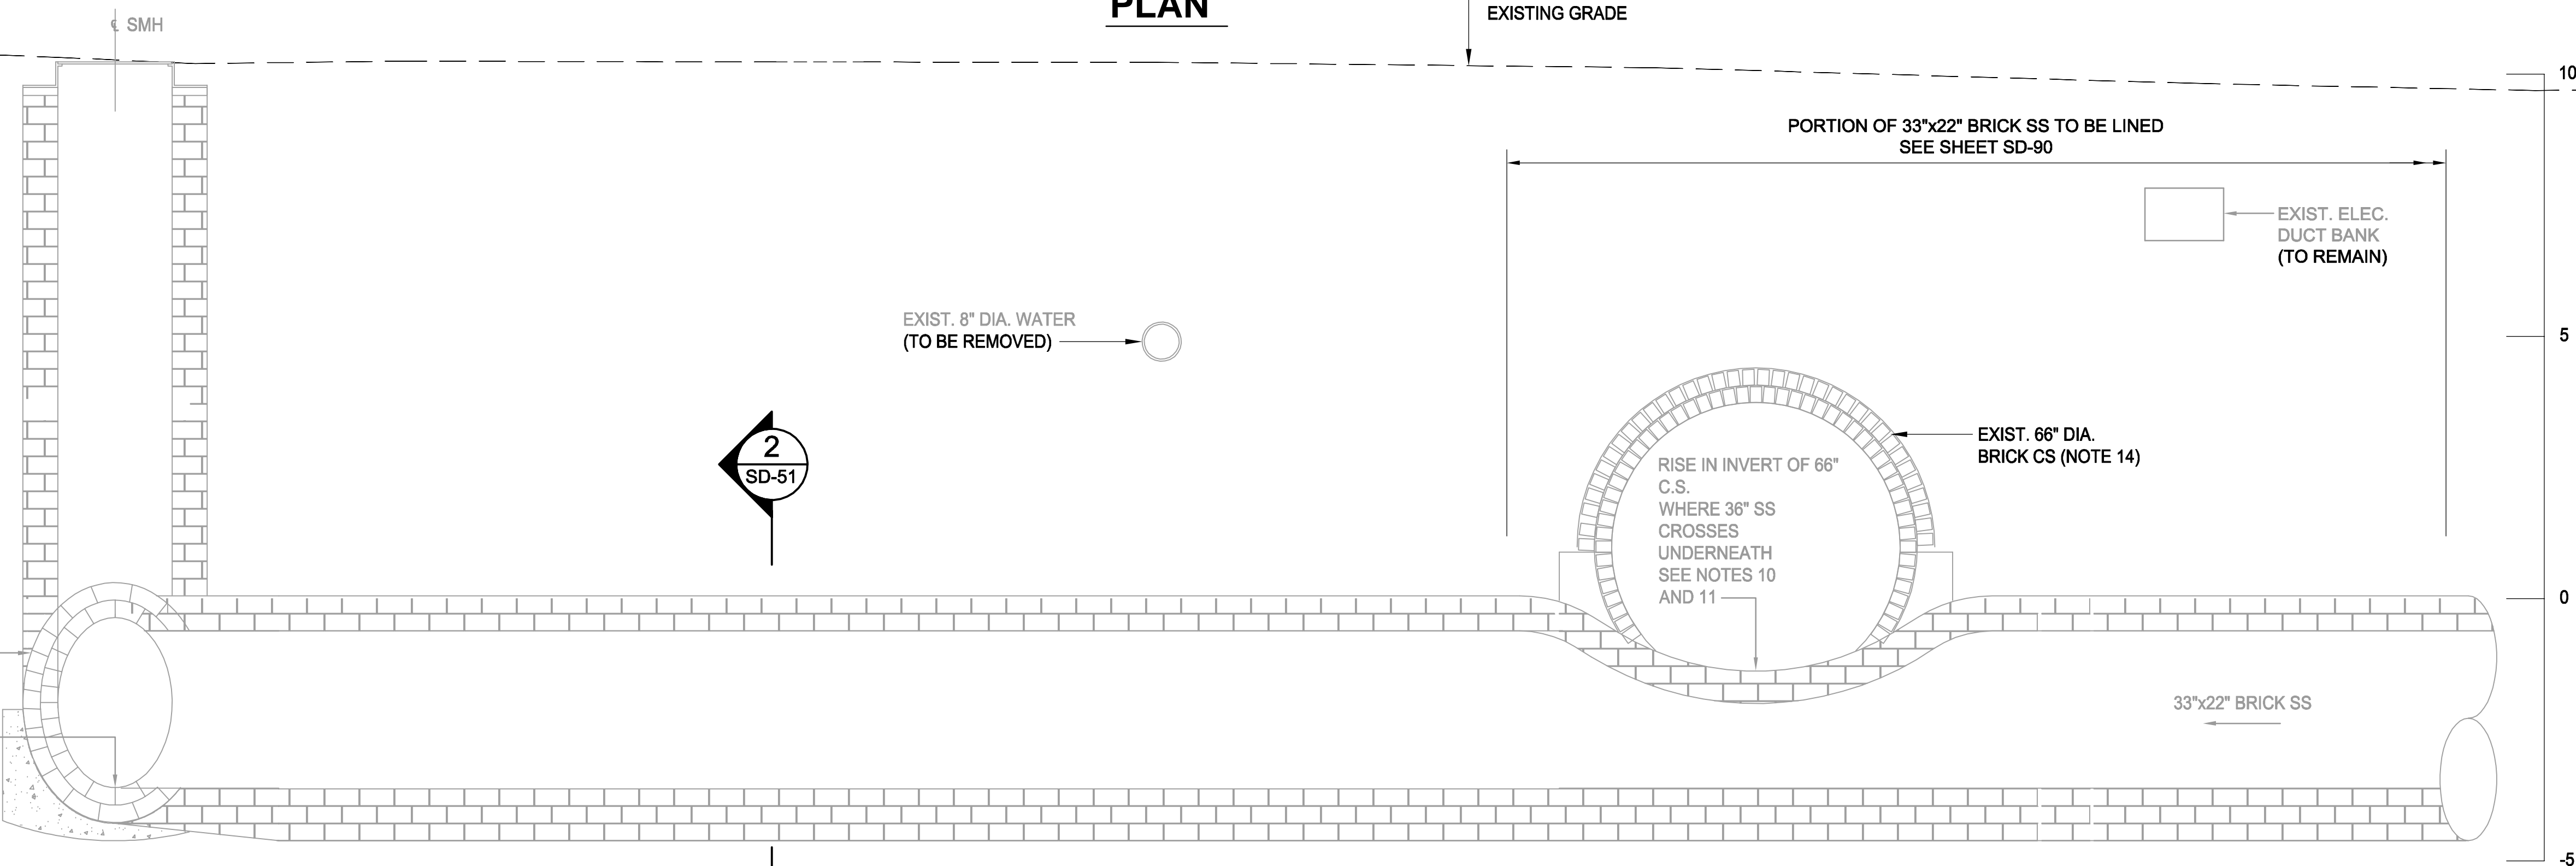 PLAN
℄ SMH
EXISTING GRADE
10
PORTION OF 33"x22" BRICK SS TO BE LINED
SEE SHEET SD-90
EXIST. ELEC.
DUCT BANK
(TO REMAIN)
EXIST. 8" DIA. WATER
(TO BE REMOVED)
5
2
SD-51
EXIST. 66" DIA.
BRICK CS (NOTE 14)
RISE IN INVERT OF 66"
C.S.
WHERE 36" SS
CROSSES
UNDERNEATH
SEE NOTES 10
AND 11
0
33"x22" BRICK SS
-5